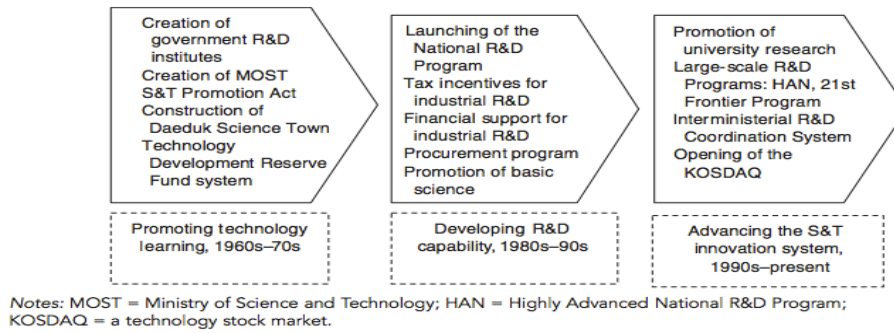 Creation of
government R&D
institutes
Creation of MOST
S&T Promotion Act
Construction of
Daeduk Science Town
Technology
Development Reserve
Fund system
Launching of the
National R&D
Program
Tax incentives for
industrial R&D
Financial support for
industrial R&D
Procurement program
Promotion of basic
science
Promotion of
university research
Large-scale R&D
Programs: HAN, 21st
Frontier Program
Interministerial R&D
Coordination System
Opening of the
KOSDAQ
Promoting technology
learning, 1960s–70s
Developing R&D
capability, 1980s–90s
Advancing the S&T
innovation system,
1990s–present
Notes: MOST = Ministry of Science and Technology; HAN = Highly Advanced National R&D Program;
KOSDAQ = a technology stock market.